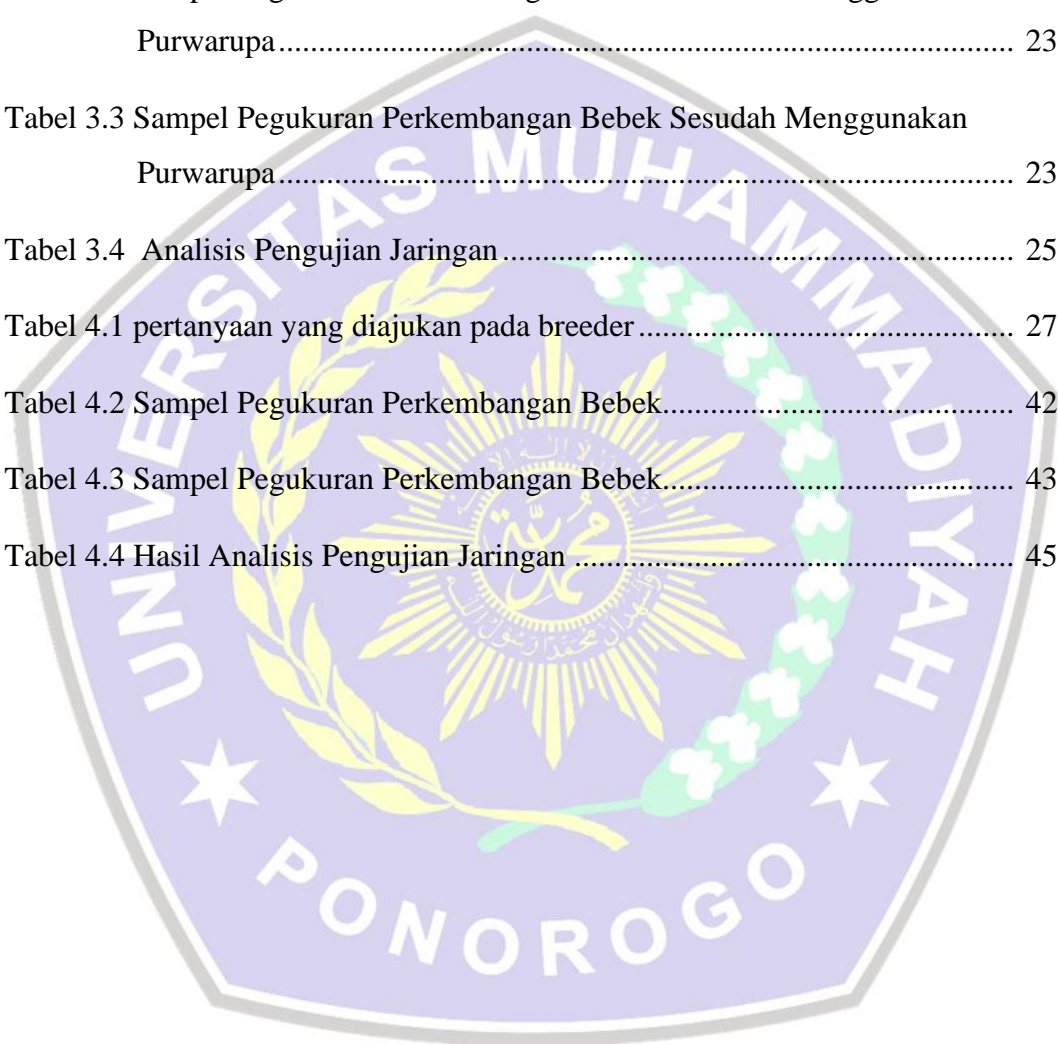 Purwarupa........................................................................................... 23
Tabel 3.3 Sampel Pegukuran Perkembangan Bebek Sesudah Menggunakan
Purwarupa........................................................................................... 23
Tabel 3.4 Analisis Pengujian Jaringan................................................................ 25
Tabel 4.1 pertanyaan yang diajukan pada breeder............................................... 27
Tabel 4.2 Sampel Pegukuran Perkembangan Bebek............................................ 42
Tabel 4.3 Sampel Pegukuran Perkembangan Bebek............................................ 43
Tabel 4.4 Hasil Analisis Pengujian Jaringan ....................................................... 45
UNIVERSITAS MUHAMMADIYAH
PONOROGO